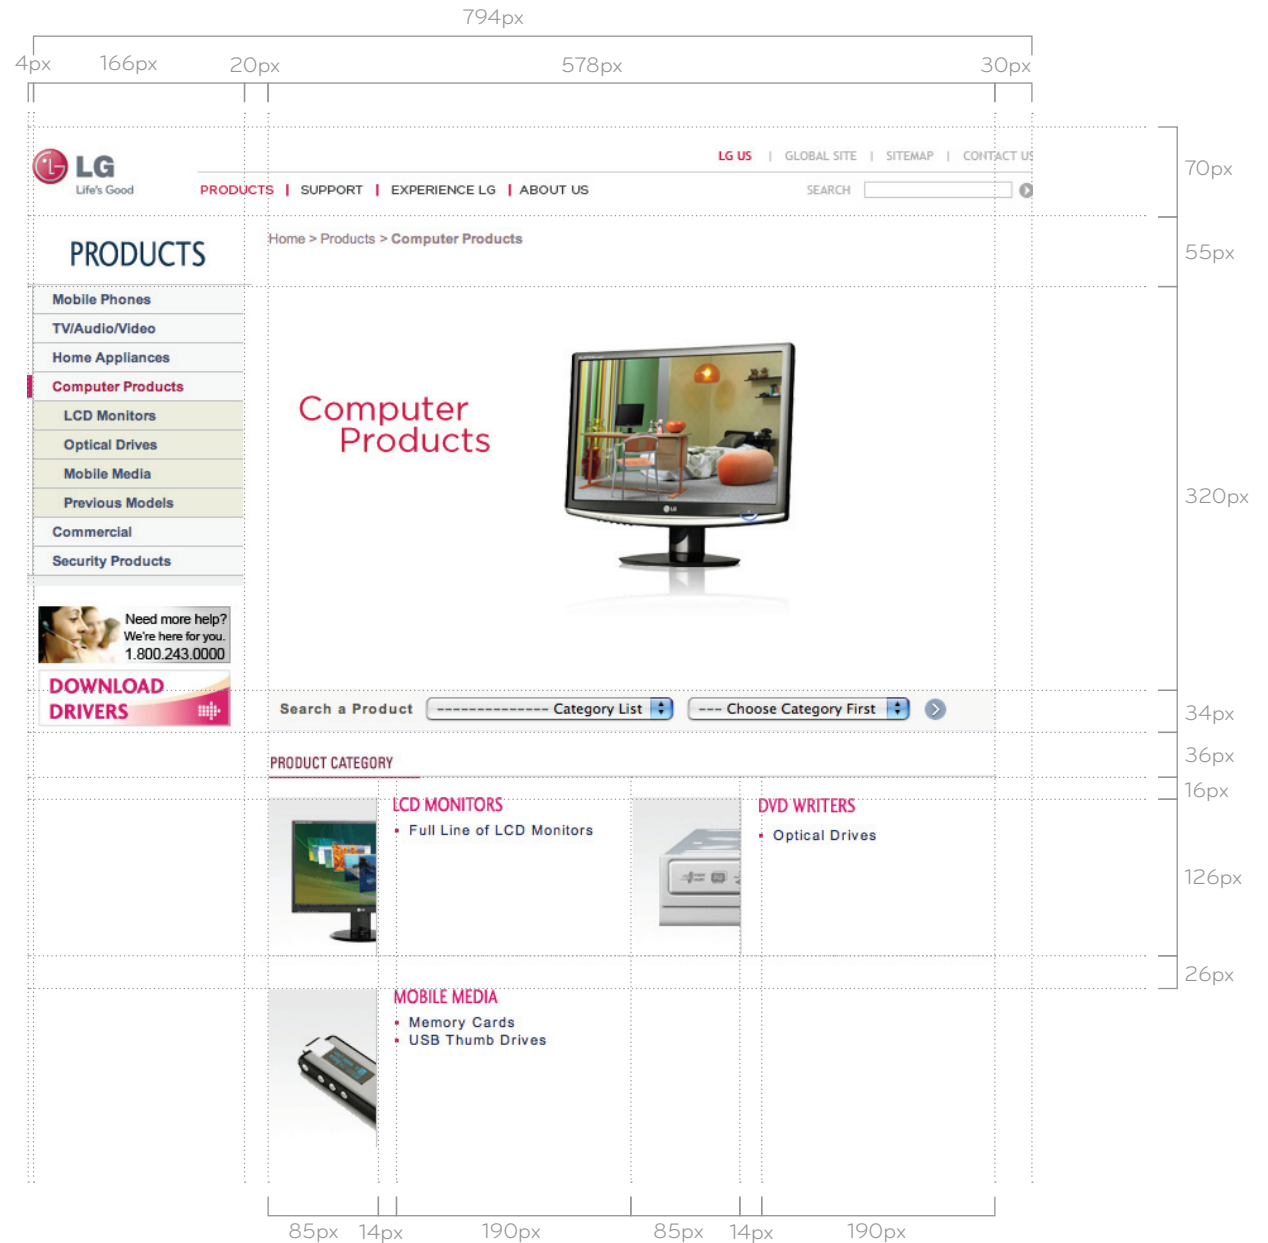 794px
4px 166px 20px 578px 30px
LG
Life's Good
LG US | GLOBAL SITE | SITEMAP | CONTACT US
PRODUCTS | SUPPORT | EXPERIENCE LG | ABOUT US
SEARCH
70px
PRODUCTS
Home > Products > Computer Products
55px
Mobile Phones
TV/Audio/Video
Home Appliances
Computer Products
LCD Monitors
Optical Drives
Mobile Media
Previous Models
Commercial
Security Products
Computer
Products
LG
320px
Need more help?
We're here for you.
1.800.243.0000
DOWNLOAD
DRIVERS
Search a Product -------------- Category List --- Choose Category First
34px
PRODUCT CATEGORY
36px
16px
LCD MONITORS
Full Line of LCD Monitors
DVD WRITERS
Optical Drives
126px
26px
MOBILE MEDIA
Memory Cards
USB Thumb Drives
85px 14px 190px 85px 14px 190px